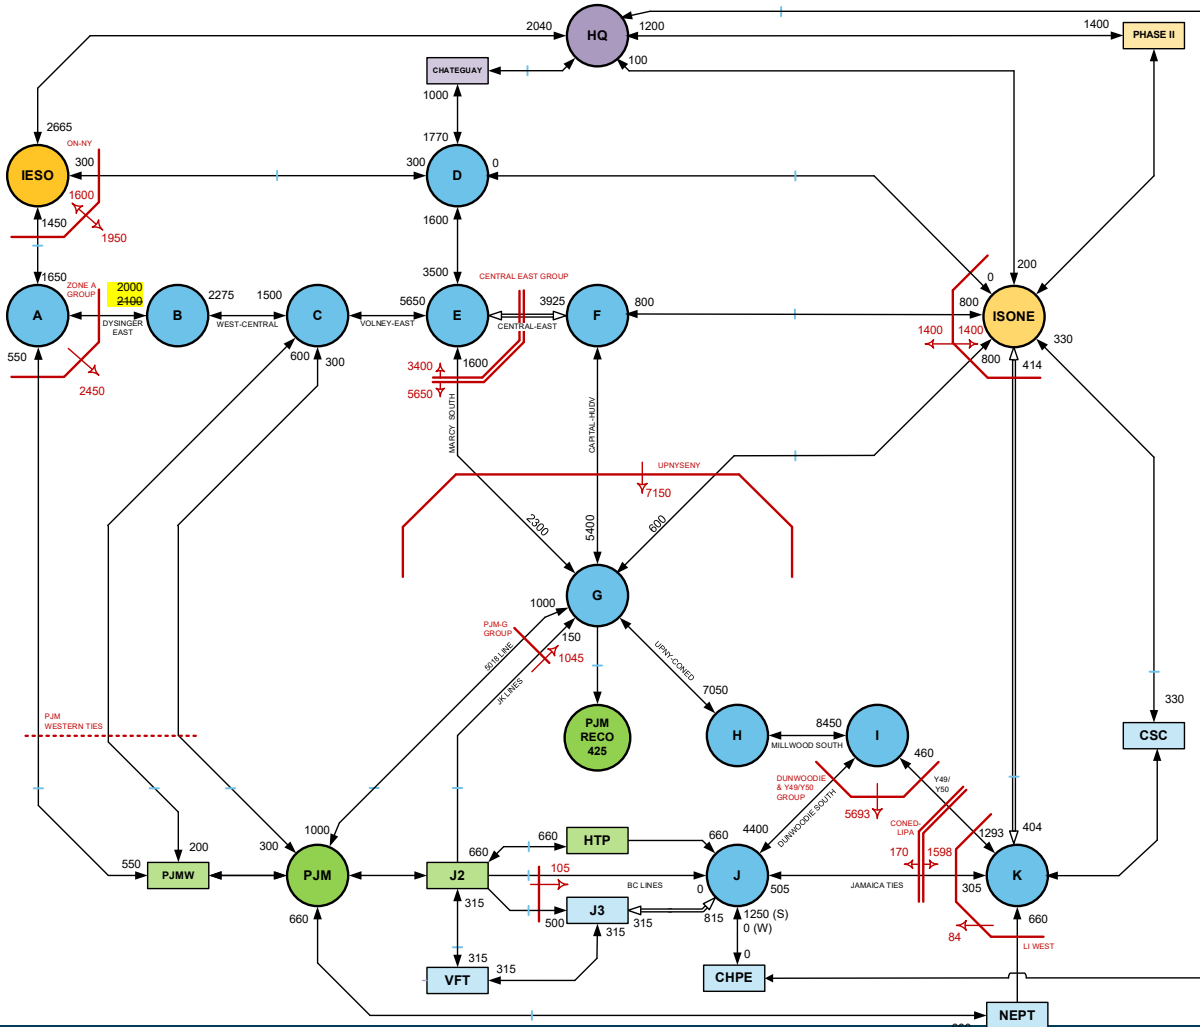 2040
HQ
1200
1400
PHASE II
100
CHATEGUAY
1000
2665
ON-NY
1770
IESO
300
300
D
0
1600
1450
1950
1600
1650
ZONE A
GROUP
2000
2100
DYSINGER
EAST
A
B
2275
WEST-CENTRAL
1500
C
5650
VOLNEY-EAST
3500
E
CENTRAL EAST GROUP
3925
CENTRAL-EAST
F
800
200
0
800
ISONE
1400
1400
800
330
414
550
2450
600
300
3400
5650
1600
MARCY SOUTH
CAPITAL-HUDV
UPNYSENY
7150
2300
5400
600
G
1000
PJM-G
GROUP
150
1045
5018 LINE
JK LINES
UPNY-CONED
7050
PJM
RECO
425
H
8450
MILLWOOD SOUTH
I
460
PJM
WESTERN TIES
330
CSC
DUNWOODIE
& Y49/Y50
GROUP
5693
DUNWOODIE SOUTH
Y49/
Y50
CONED-
LIPA
1293
404
170
1598
1000
300
200
550
PJMW
PJM
660
660
J2
660
HTP
660
4400
105
BC LINES
0
J
505
JAMAICA TIES
305
K
660
84
LI WEST
315
500
J3
315
315
815
1250 (S)
0 (W)
0
CHPE
315
VFT
315
NEPT